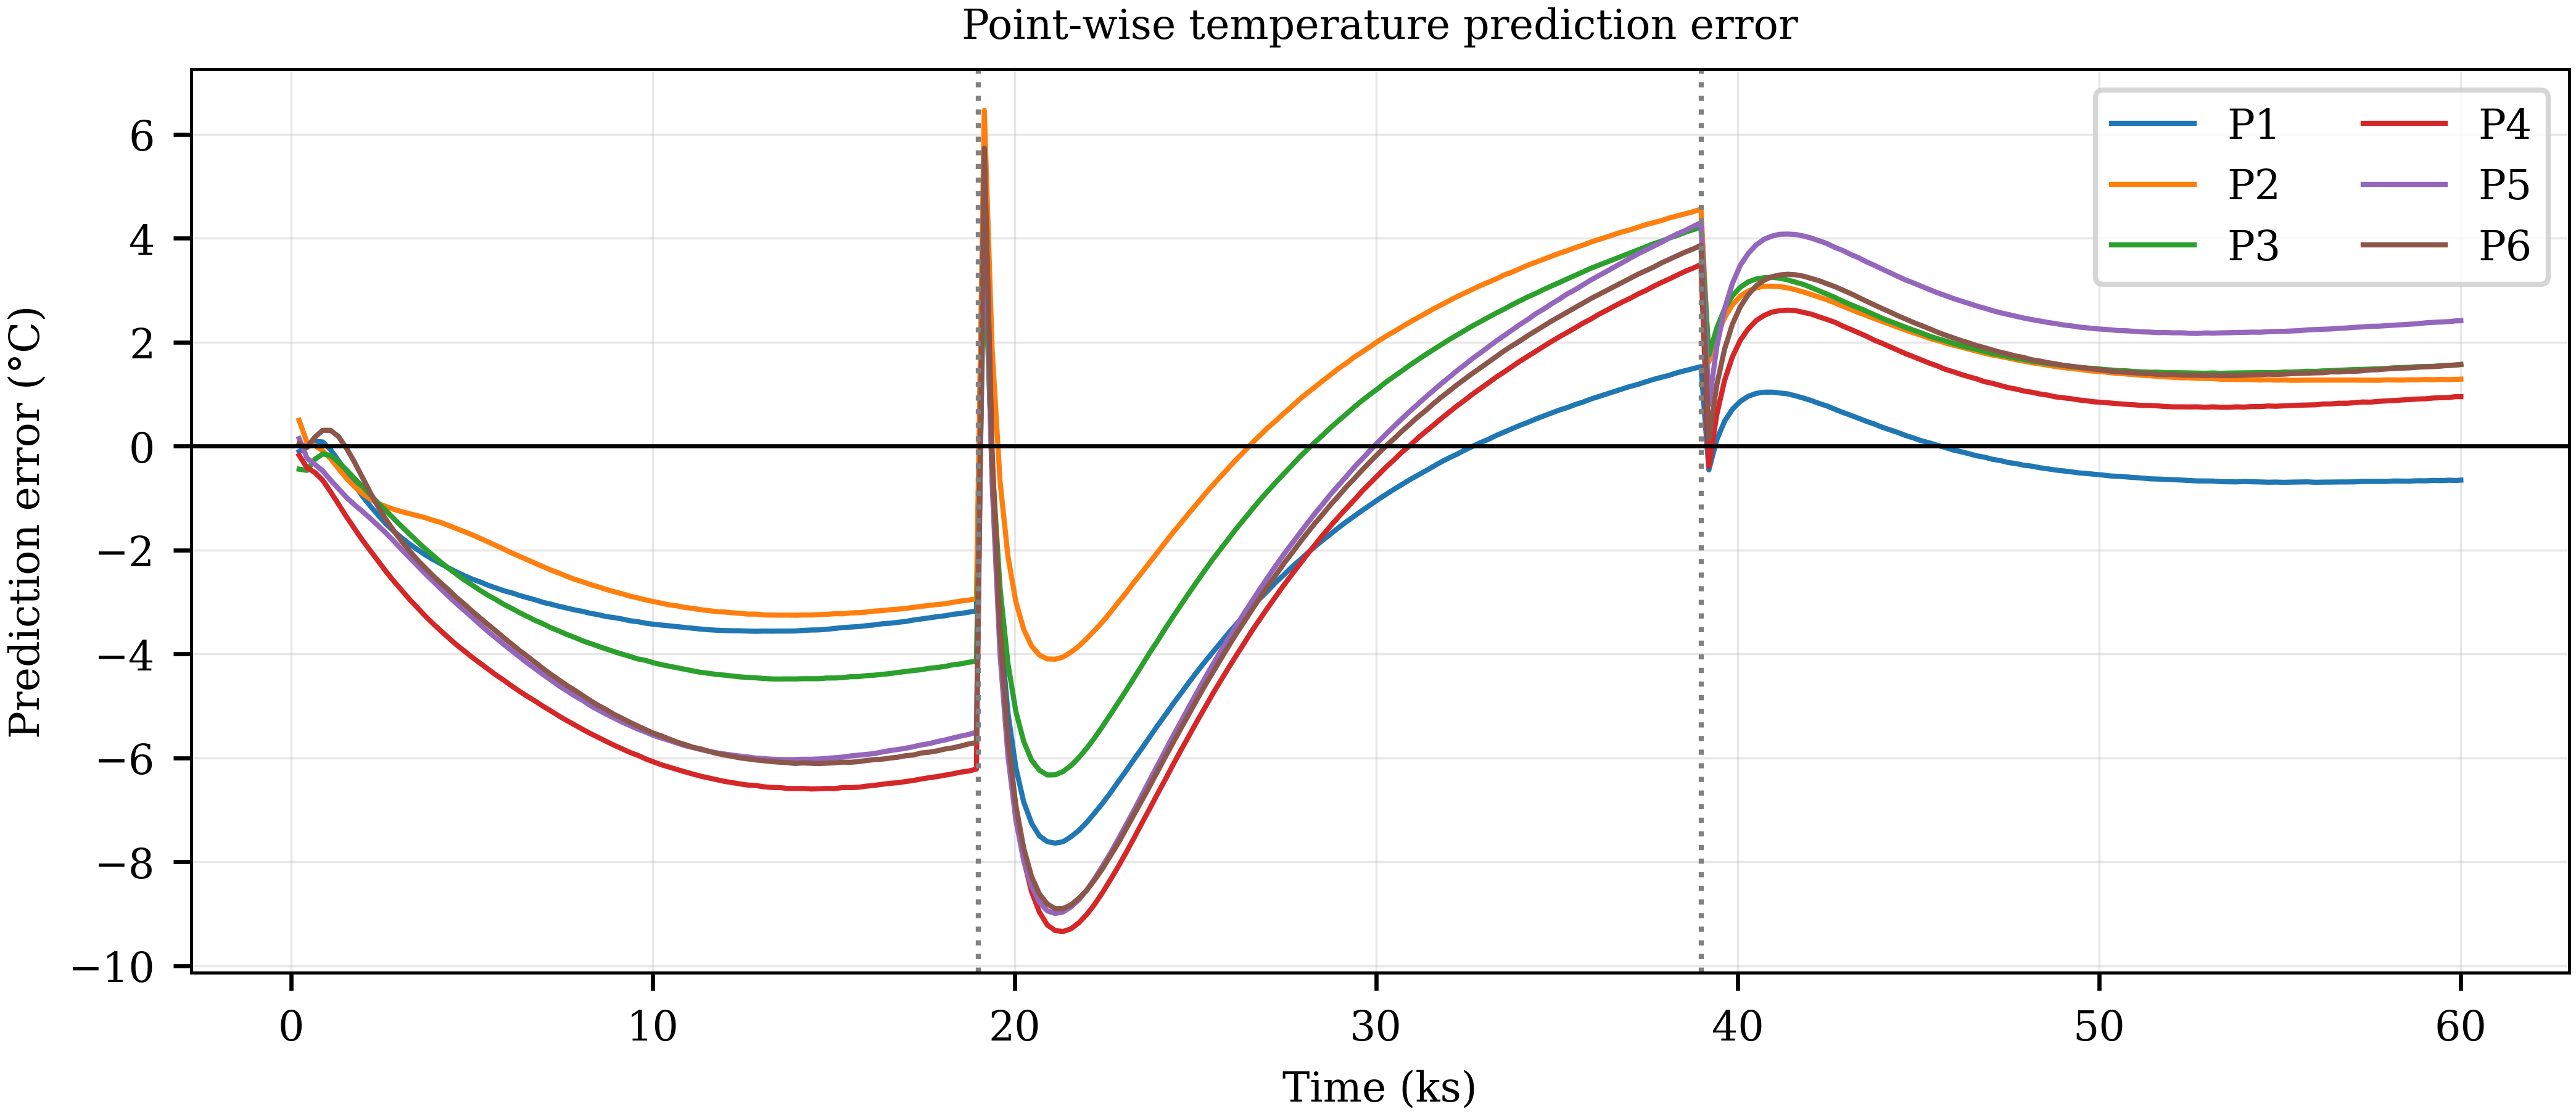 Point-wise temperature prediction error
Prediction error (°C)
6
4
2
0
−2
−4
−6
−8
−10
P1
P2
P3
P4
P5
P6
0 10 20 30 40 50 60
Time (ks)